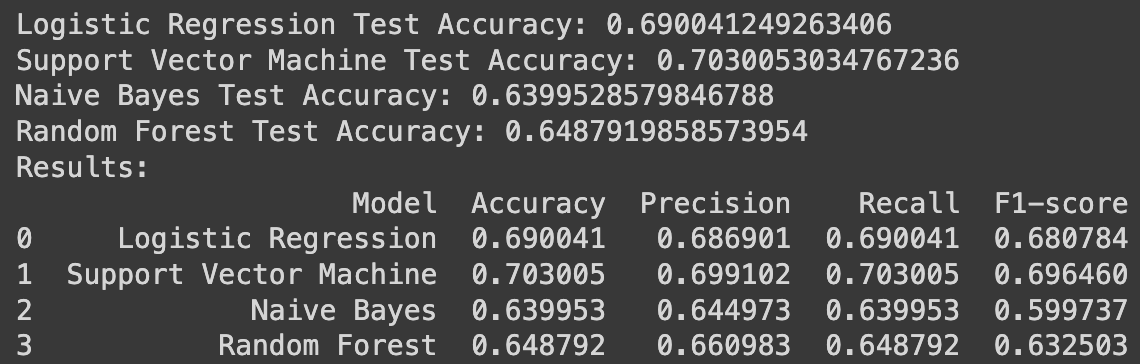 Logistic Regression Test Accuracy: 0.690041249263406
Support Vector Machine Test Accuracy: 0.7030053034767236
Naive Bayes Test Accuracy: 0.6399528579846788
Random Forest Test Accuracy: 0.6487919858573954
Results:
Model Accuracy Precision Recall F1-score
0 Logistic Regression 0.690041 0.686901 0.690041 0.680784
1 Support Vector Machine 0.703005 0.699102 0.703005 0.696460
2 Naive Bayes 0.639953 0.644973 0.639953 0.599737
3 Random Forest 0.648792 0.660983 0.648792 0.632503